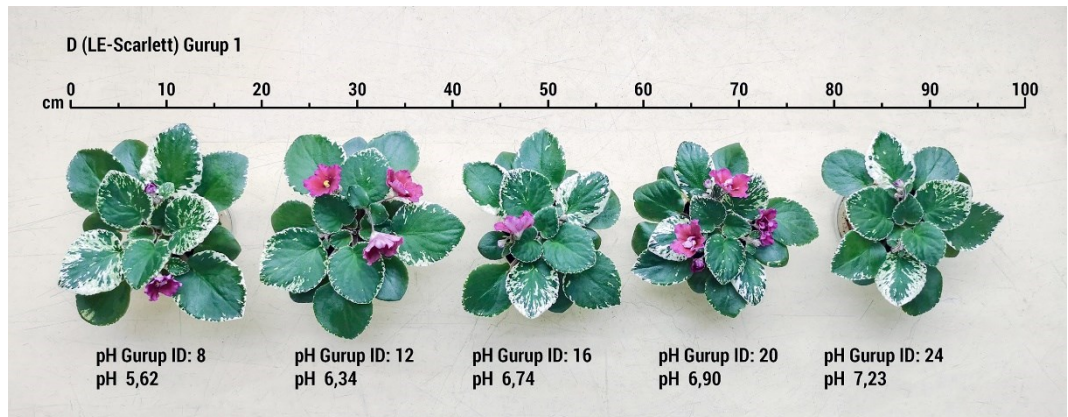 D (LE-Scarlett) Gurup 1
cm 0 10 20 30 40 50 60 70 80 90 100
pH Gurup ID: 8
pH 5,62
pH Gurup ID: 12
pH 6,34
pH Gurup ID: 16
pH 6,74
pH Gurup ID: 20
pH 6,90
pH Gurup ID: 24
pH 7,23